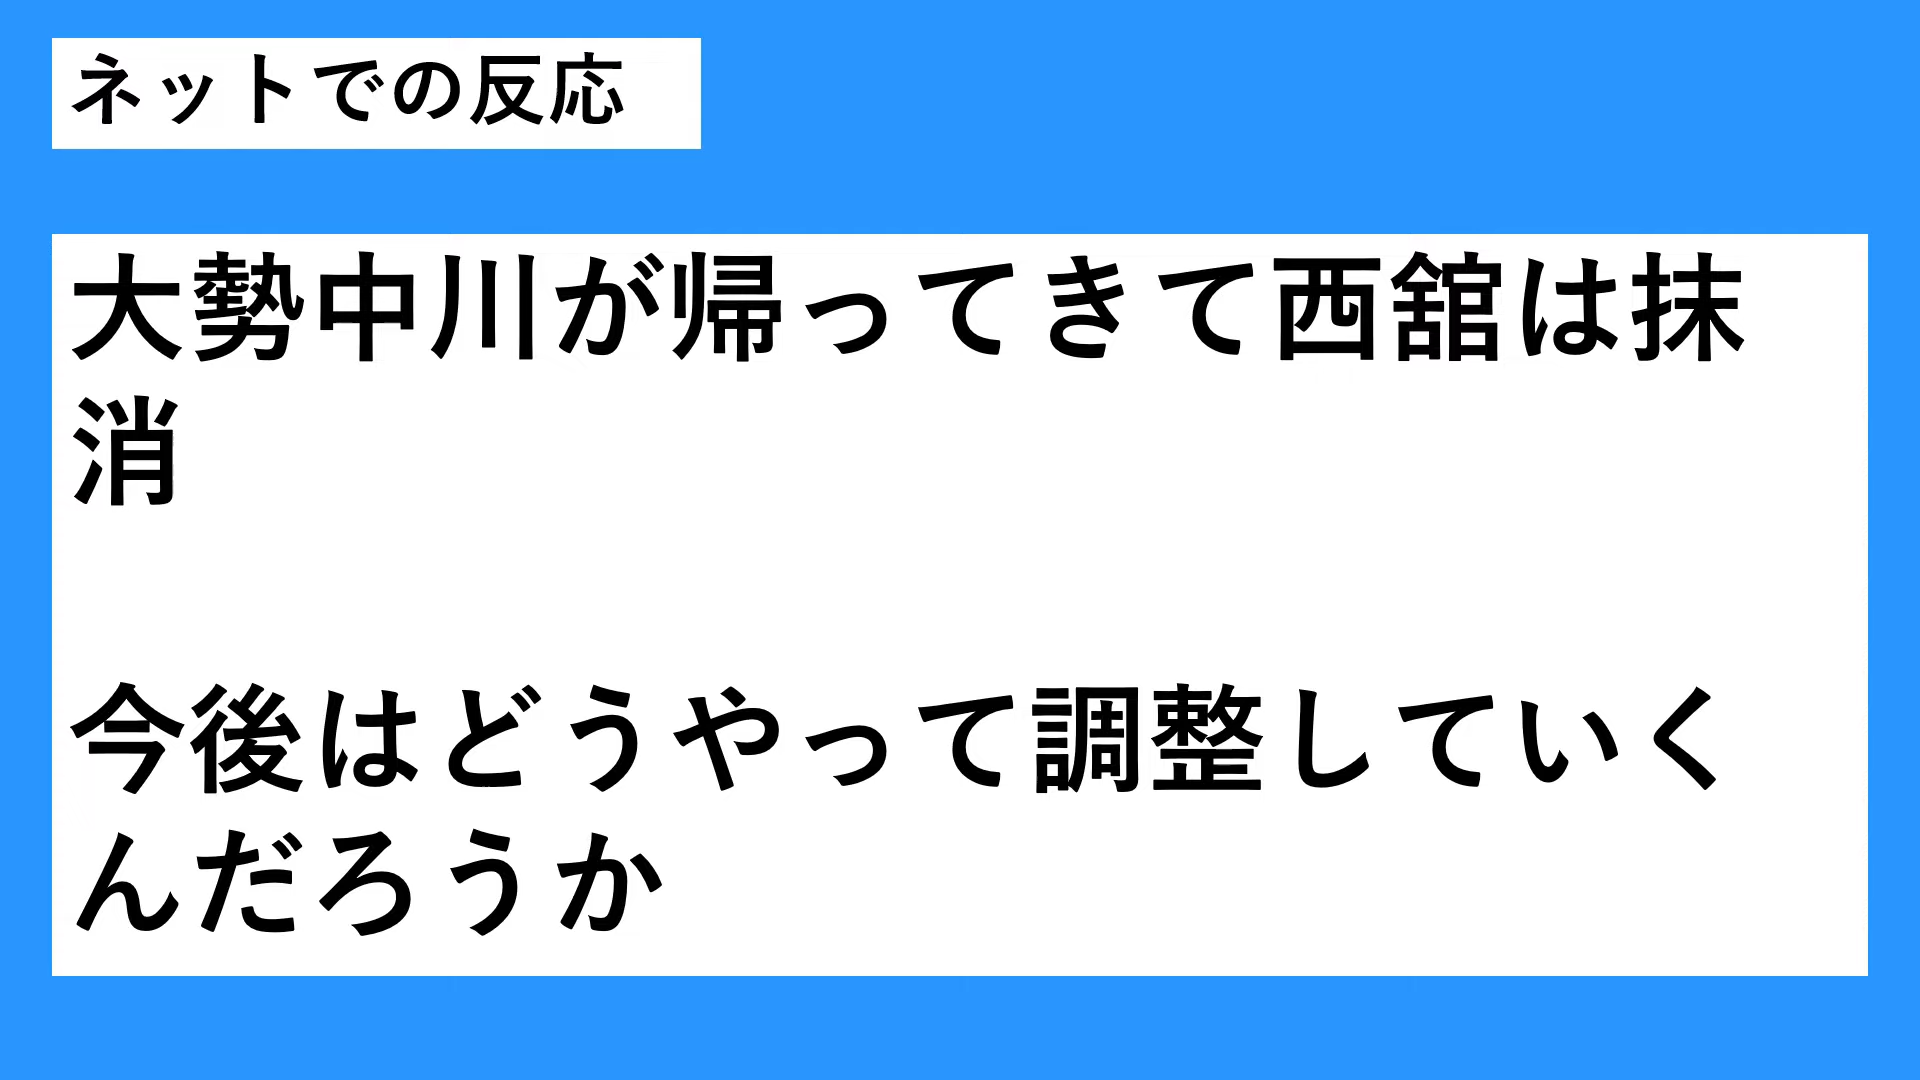 ネットでの反応
大勢中川が帰ってきて西舘は抹
消
今後はどうやって調整していく
んだろうか